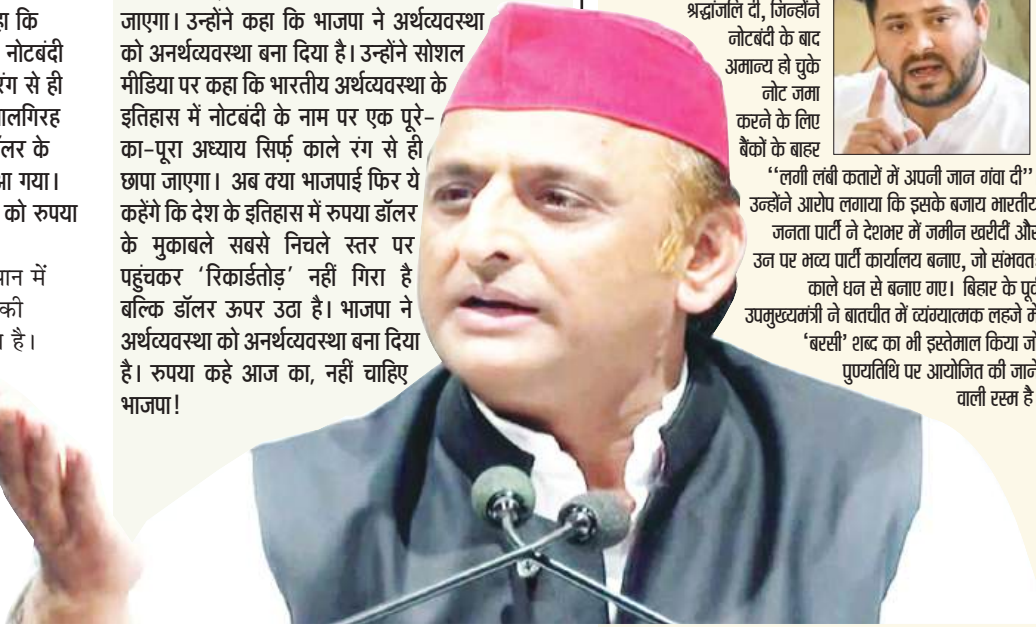 हा कि
नोटबंदी
रंग से ही
सालगिरह
ॉलर के
आ गया।
को रुपया
की
है।
जाएगा। उन्होंने कहा कि भाजपा ने अर्थव्यवस्था
को अनर्थव्यवस्था बना दिया है। उन्होंने सोशल
मीडिया पर कहा कि भारतीय अर्थव्यवस्था के
इतिहास में नोटबंदी के नाम पर एक पूरे-
का-पूरा अध्याय सिर्फ़ काले रंग से ही
छापा जाएगा। अब क्या भाजपाई फिर ये
कहेंगे कि देश के इतिहास में रुपया डॉलर
के मुकाबले सबसे निचले स्तर पर
पहुंचकर 'रिकार्डतोड़' नहीं गिरा है
बल्कि डॉलर ऊपर उठा है। भाजपा ने
अर्थव्यवस्था को अनर्थव्यवस्था बना दिया
है। रुपया कहे आज का, नहीं चाहिए
भाजपा!
श्रद्धांजलि दी, जिन्होंने
नोटबंदी के बाद
अमान्य हो चुके
नोट जमा
करने के लिए
बैंकों के बाहर
‘‘लगी लंबी कतारों में अपनी जान गंवा दी’’
उन्होंने आरोप लगाया कि इसके बजाय भारतीय
जनता पार्टी ने देशभर में जमीन खरीदीं और
उन पर भव्य पार्टी कार्यालय बनाए, जो संभवत:
काले धन से बनाए गए। बिहार के पूर्व
उपमुख्यमंत्री ने बातचीत में व्यंग्यात्मक लहजे में
‘बरसी’ शब्द का भी इस्तेमाल किया जो
पुण्यतिथि पर आयोजित की जाने
वाली रस्म है